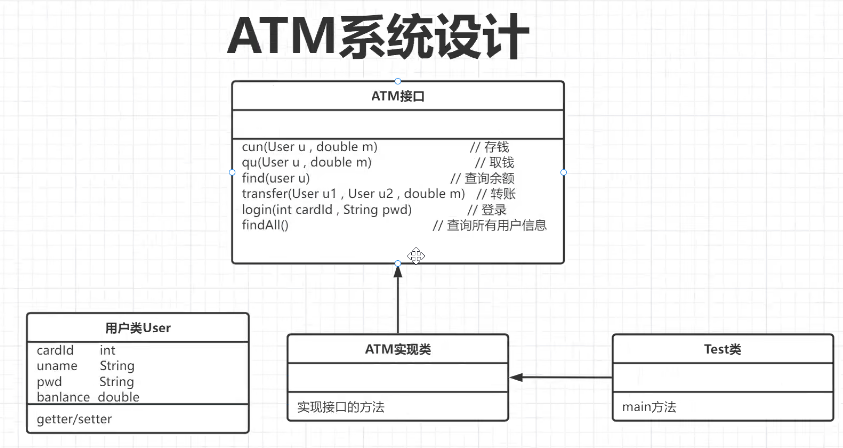 ATM系统设计
ATM接口
cun(User u , double m) // 存钱
qu(User u , double m) // 取钱
find(user u) // 查询余额
transfer(User u1 , User u2 , double m) // 转账
login(int cardId , String pwd) // 登录
findAll() // 查询所有用户信息
用户类User
cardId int
uname String
pwd String
banlance double
getter/setter
ATM实现类
实现接口的方法
Test类
main方法